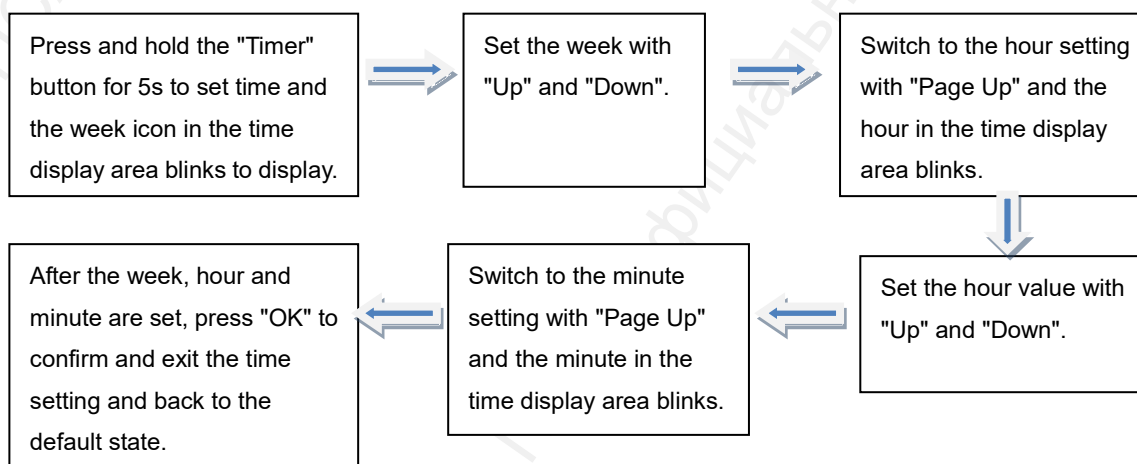 Press and hold the "Timer"
button for 5s to set time and
the week icon in the time
display area blinks to display.
Set the week with
"Up" and "Down".
Switch to the hour setting
with "Page Up" and the
hour in the time display
area blinks.
Set the hour value with
"Up" and "Down".
Switch to the minute
setting with "Page Up"
and the minute in the
time display area blinks.
After the week, hour and
minute are set, press "OK" to
confirm and exit the time
setting and back to the
default state.